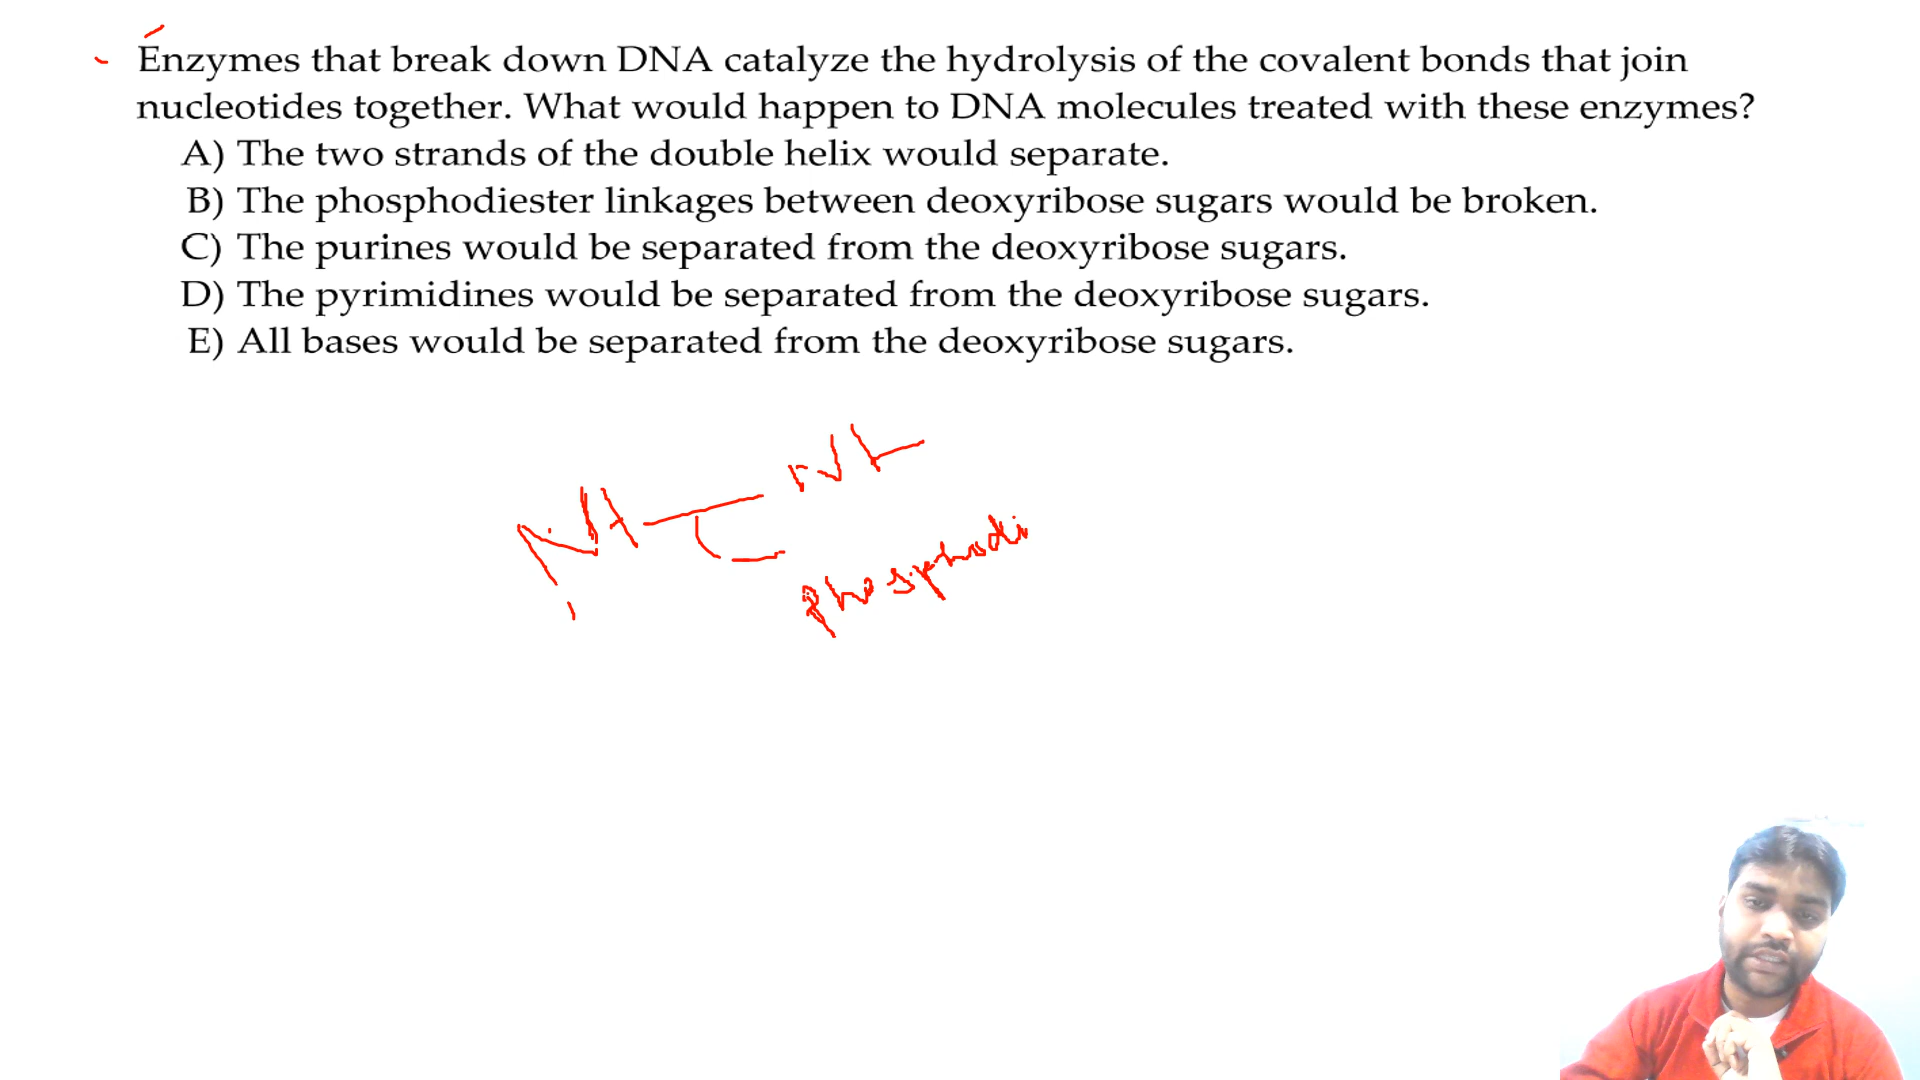 Enzymes that break down DNA catalyze the hydrolysis of the covalent bonds that join
nucleotides together. What would happen to DNA molecules treated with these enzymes?
A) The two strands of the double helix would separate.
B) The phosphodiester linkages between deoxyribose sugars would be broken.
C) The purines would be separated from the deoxyribose sugars.
D) The pyrimidines would be separated from the deoxyribose sugars.
E) All bases would be separated from the deoxyribose sugars.
phosphodi